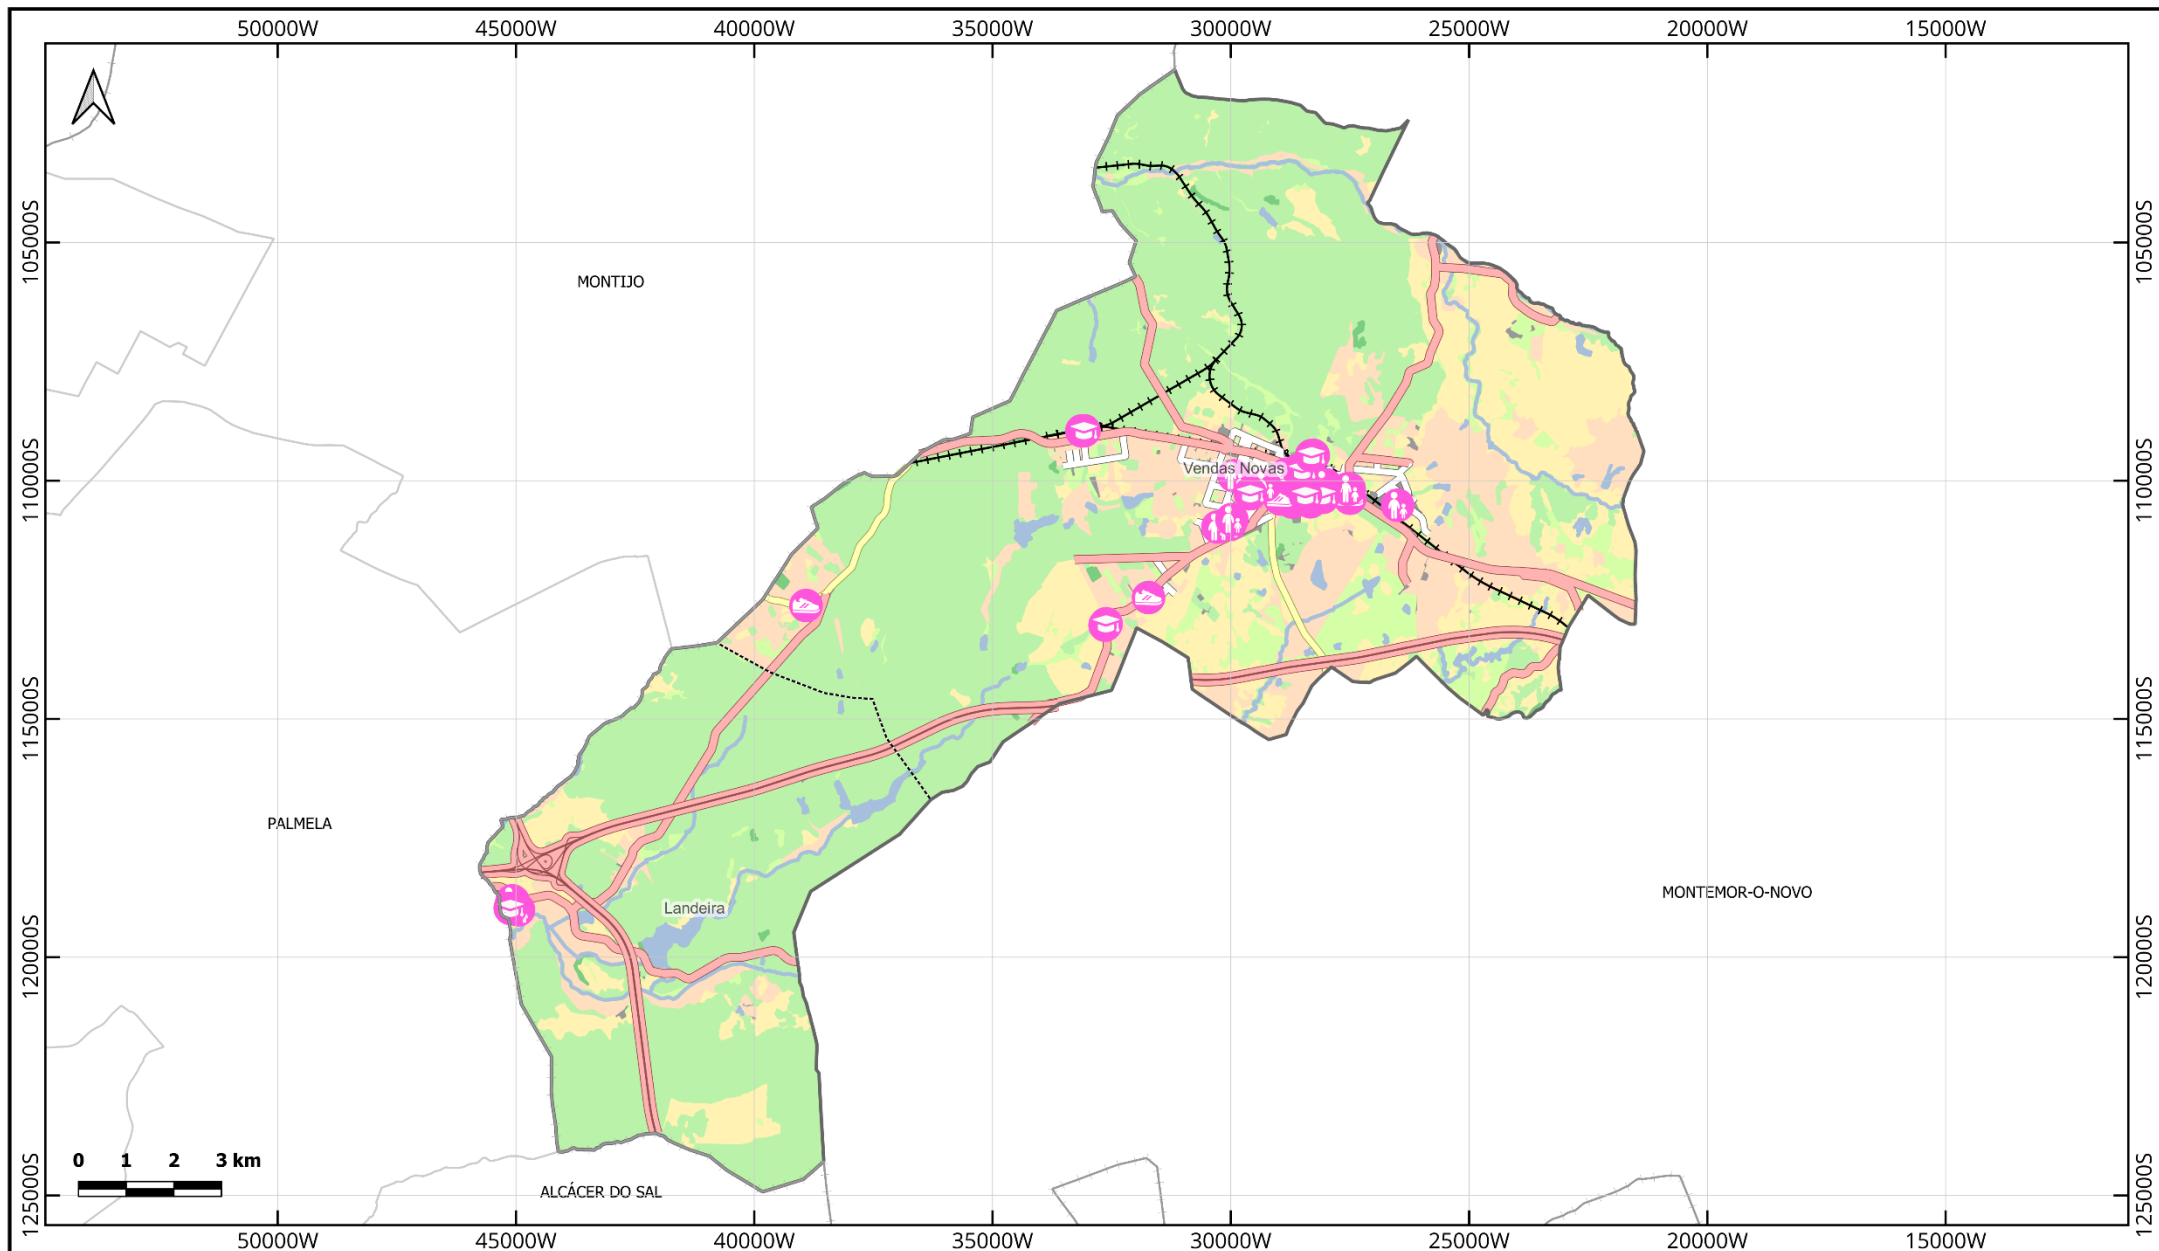 50000W 45000W 40000W 35000W 30000W 25000W 20000W 15000W
105000S 105000S
MONTIJO
Vendas Novas
110000S 110000S
115000S 115000S
PALMELA
MONTEMOR-O-NOVO
Landeira
120000S 120000S
0 1 2 3 km
ALCÁCER DO SAL
125000S 125000S
50000W 45000W 40000W 35000W 30000W 25000W 20000W 15000W